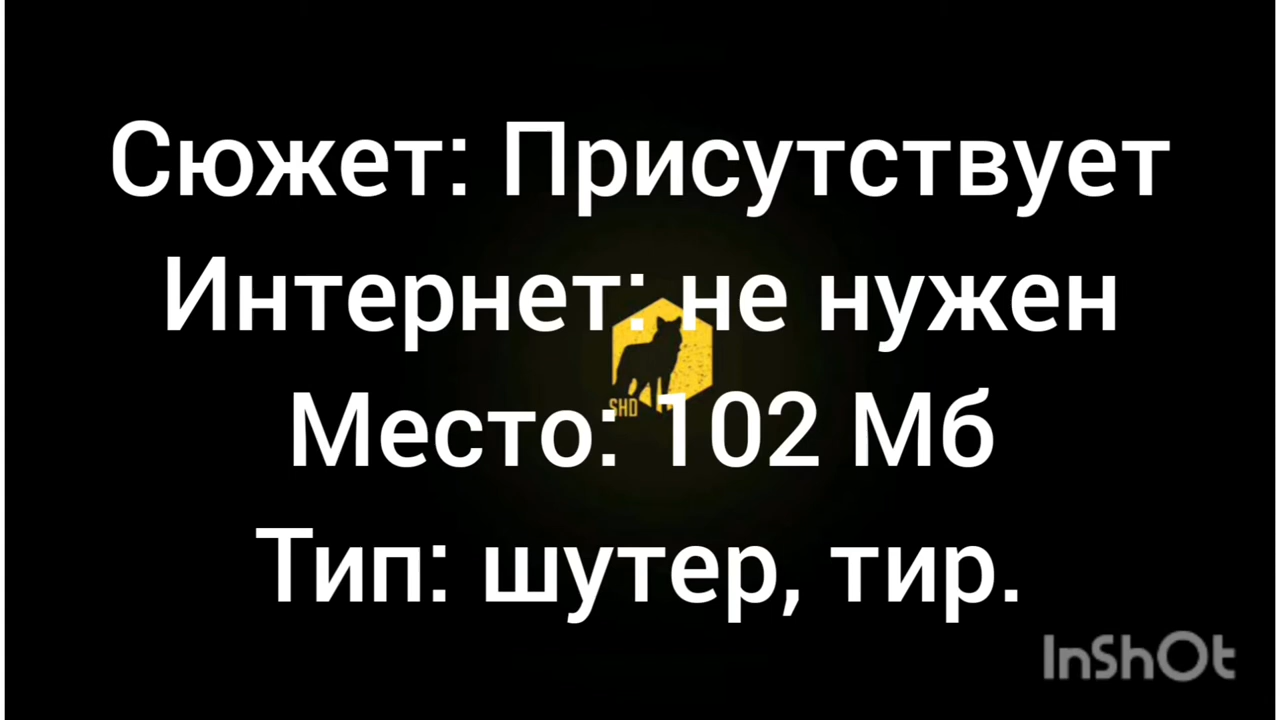 Сюжет: Присутствует
Интернет: не нужен
SHD
Место: 102 Мб
Тип: шутер, тир.
InShOt